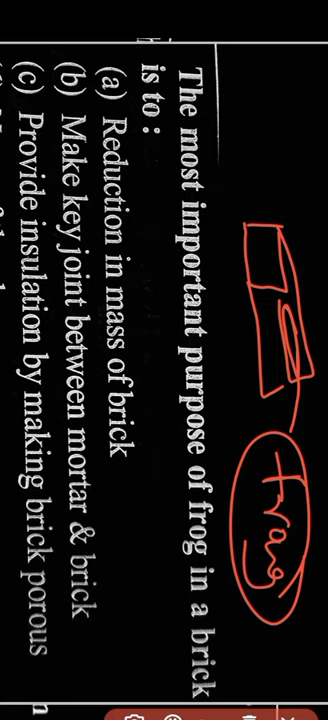 frog
The most important purpose of frog in a brick
is to :
(a) Reduction in mass of brick
(b) Make key joint between mortar & brick
(c) Provide insulation by making brick porous